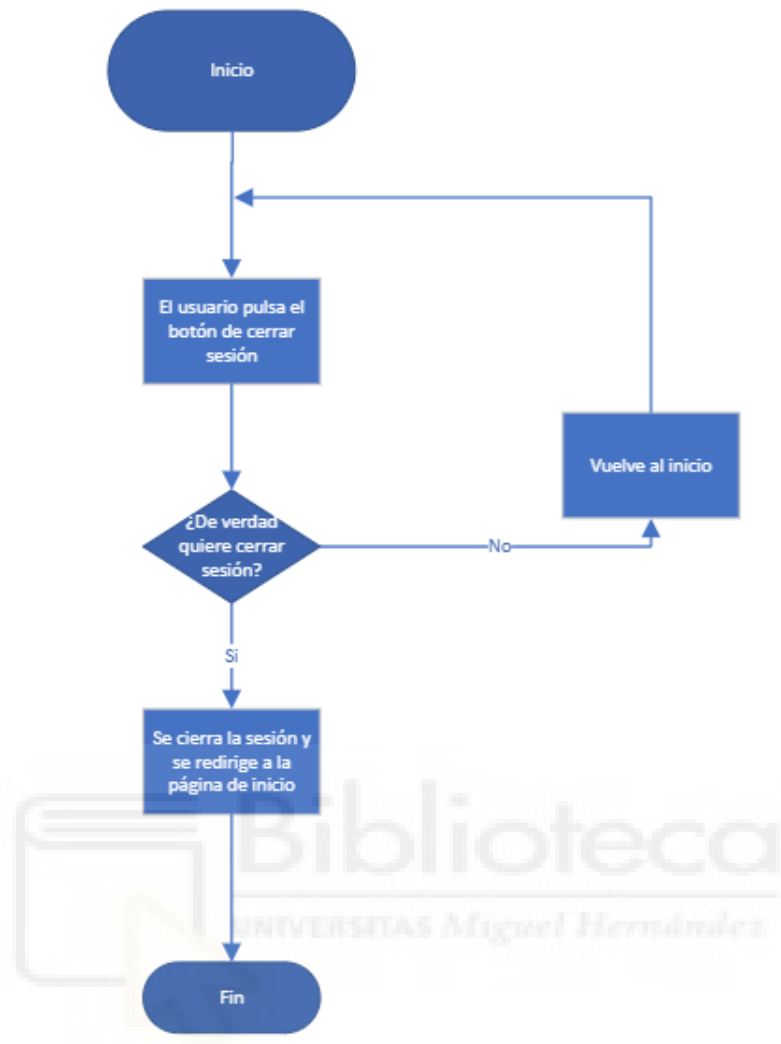 Inicio
El usuario pulsa el
botón de cerrar
sesión
Vuelve al inicio
¿De verdad
quiere cerrar
sesión?
No
Si
Se cierra la sesión y
se redirige a la
página de inicio
Biblioteca
UNIVERSITAS Miguel Hernández
Fin